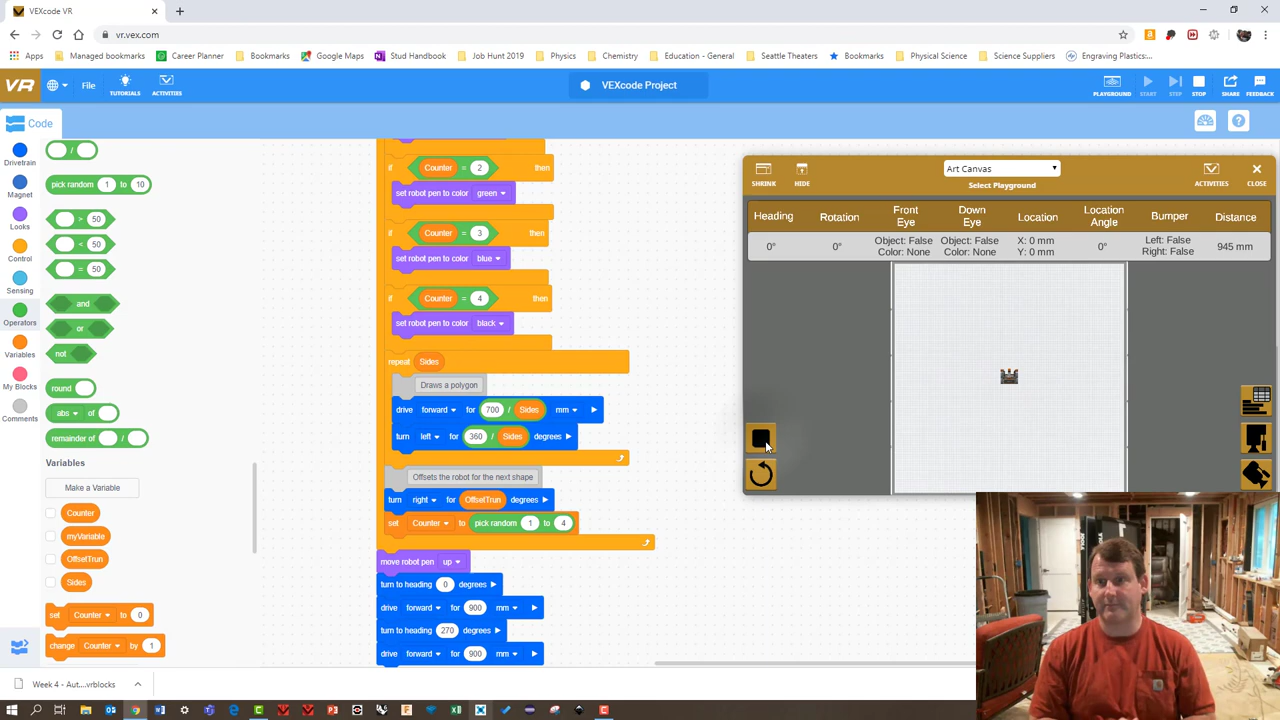 VEXcode VR
vr.vex.com
Apps Managed bookmarks Career Planner Bookmarks Google Maps Stud Handbook Job Hunt 2019 Physics Chemistry Education - General Seattle Theaters Bookmarks Physical Science Science Suppliers Engraving Plastics:...
VR File TUTORIALS ACTIVITIES VEXcode Project PLAYGROUND START STEP STOP SHARE FEEDBACK
Code
Drivetrain
Magnet
Looks
Control
Sensing
Operators
Variables
My Blocks
Comments
/
pick random 1 to 10
> 50
< 50
= 50
and
or
not
round
abs of
remainder of /
Variables
Make a Variable
Counter
myVariable
OffsetTrun
Sides
set Counter to 0
change Counter by 1
if Counter = 2 then
set robot pen to color green
if Counter = 3 then
set robot pen to color blue
if Counter = 4 then
set robot pen to color black
repeat Sides
Draws a polygon
drive forward for 700 / Sides mm
turn left for 360 / Sides degrees
Offsets the robot for the next shape
turn right for OffsetTrun degrees
set Counter to pick random 1 to 4
move robot pen up
turn to heading 0 degrees
drive forward for 900 mm
turn to heading 270 degrees
drive forward for 900 mm
SHRINK HIDE Art Canvas ACTIVITIES CLOSE
Select Playground
Heading Rotation Front Eye Down Eye Location Location Angle Bumper Distance
0° 0° Object: False Color: None Object: False Color: None X: 0 mm Y: 0 mm 0° Left: False Right: False 945 mm
Week 4 - Aut....vrblocks